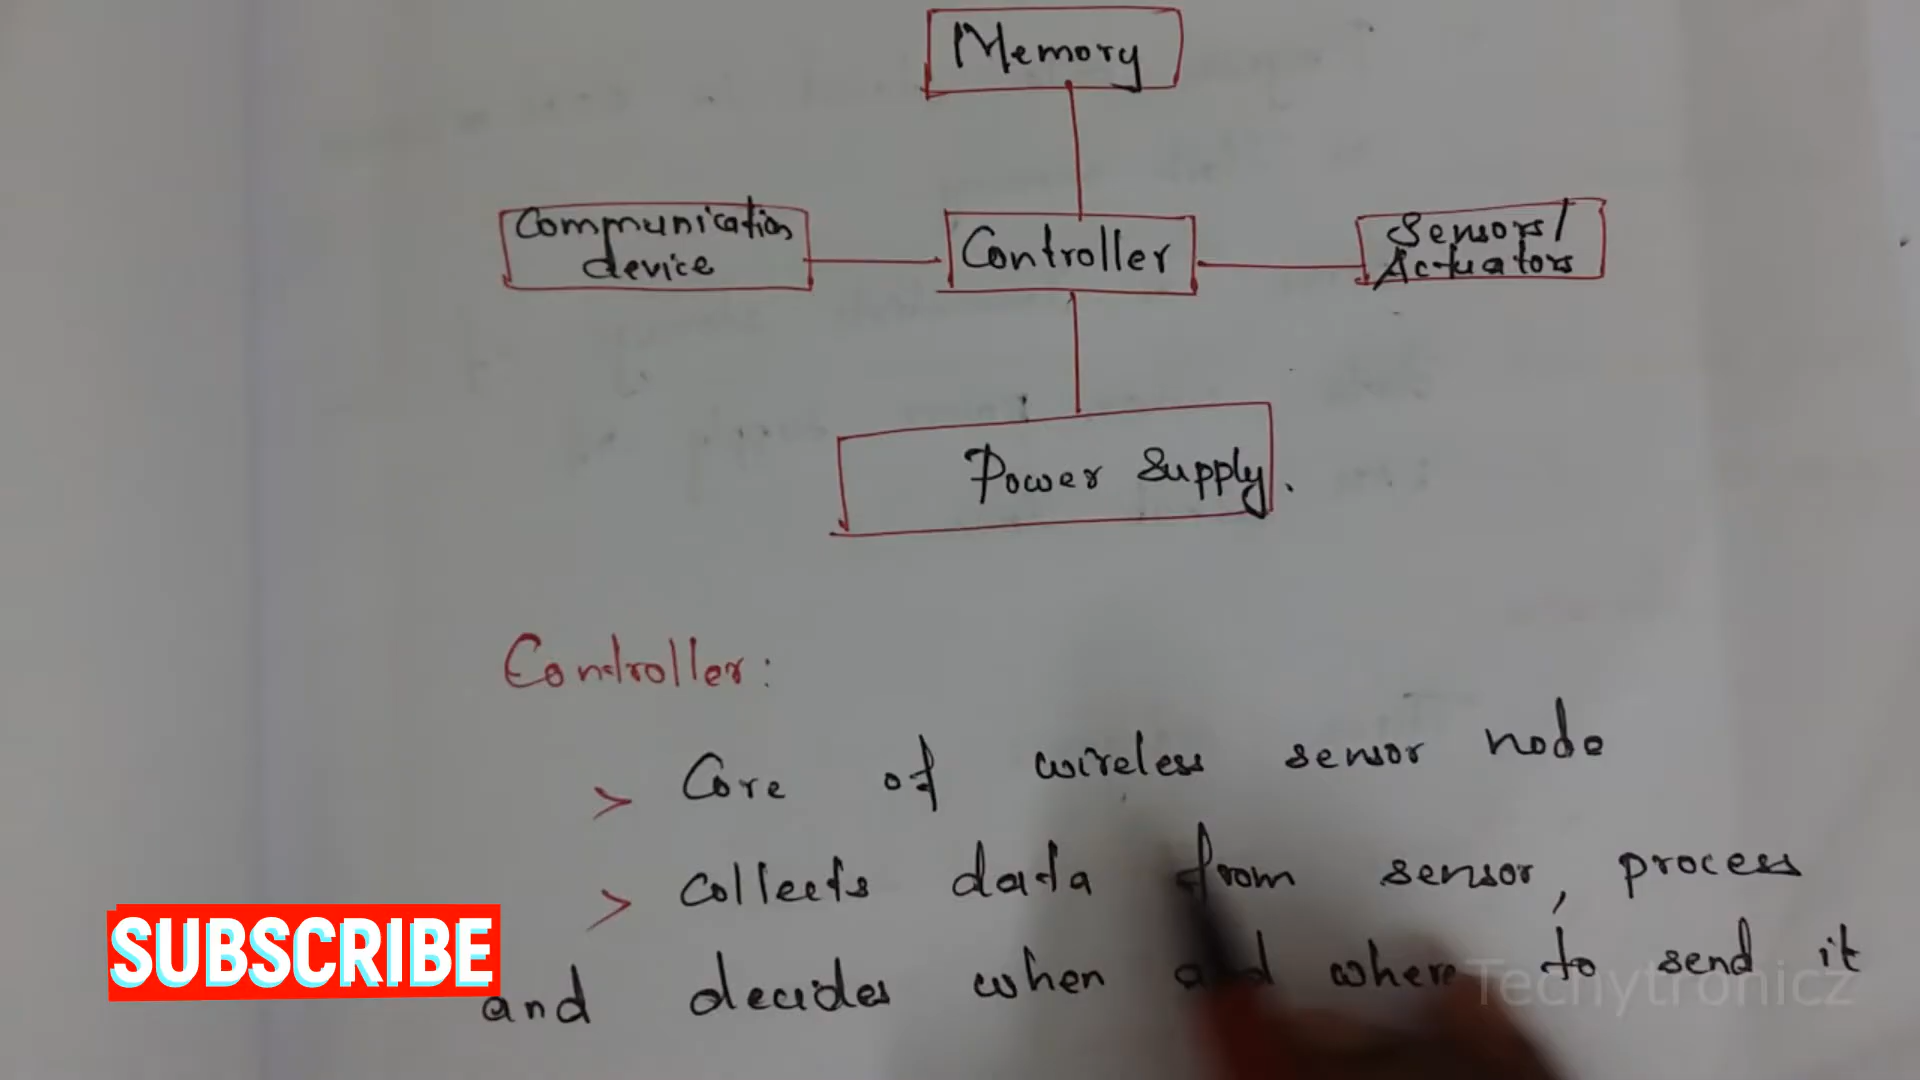 Memory
Communication
device
Controller
Sensors/
Actuators
Power Supply.
Controller:
> Core of wireless sensor node
> Collects data from sensor, process
and decides when and where to send it
SUBSCRIBE
Techytronicz